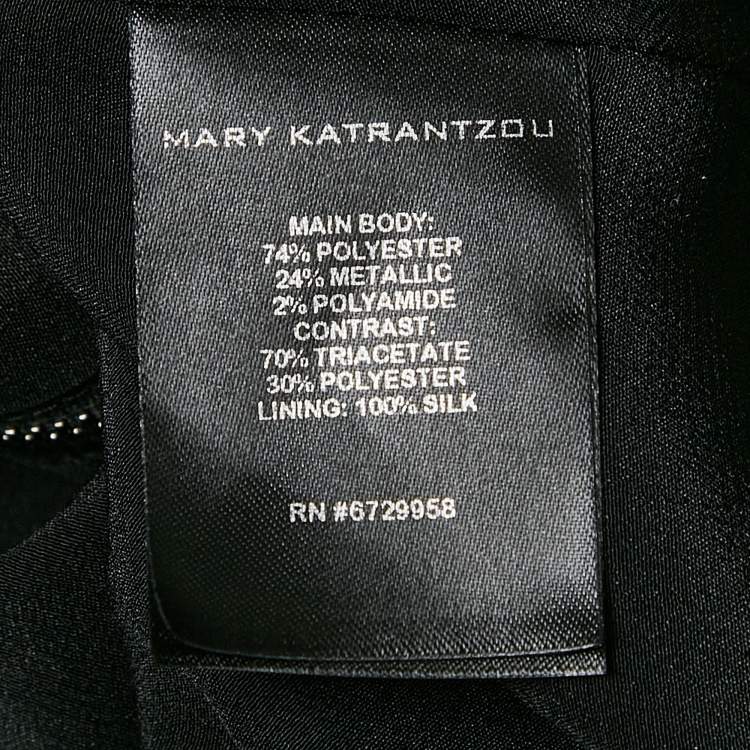 MARY KATRANTZOU
MAIN BODY:
74% POLYESTER
24% METALLIC
2% POLYAMIDE
CONTRAST:
70% TRIACETATE
30% POLYESTER
LINING: 100% SILK
RN #6729958